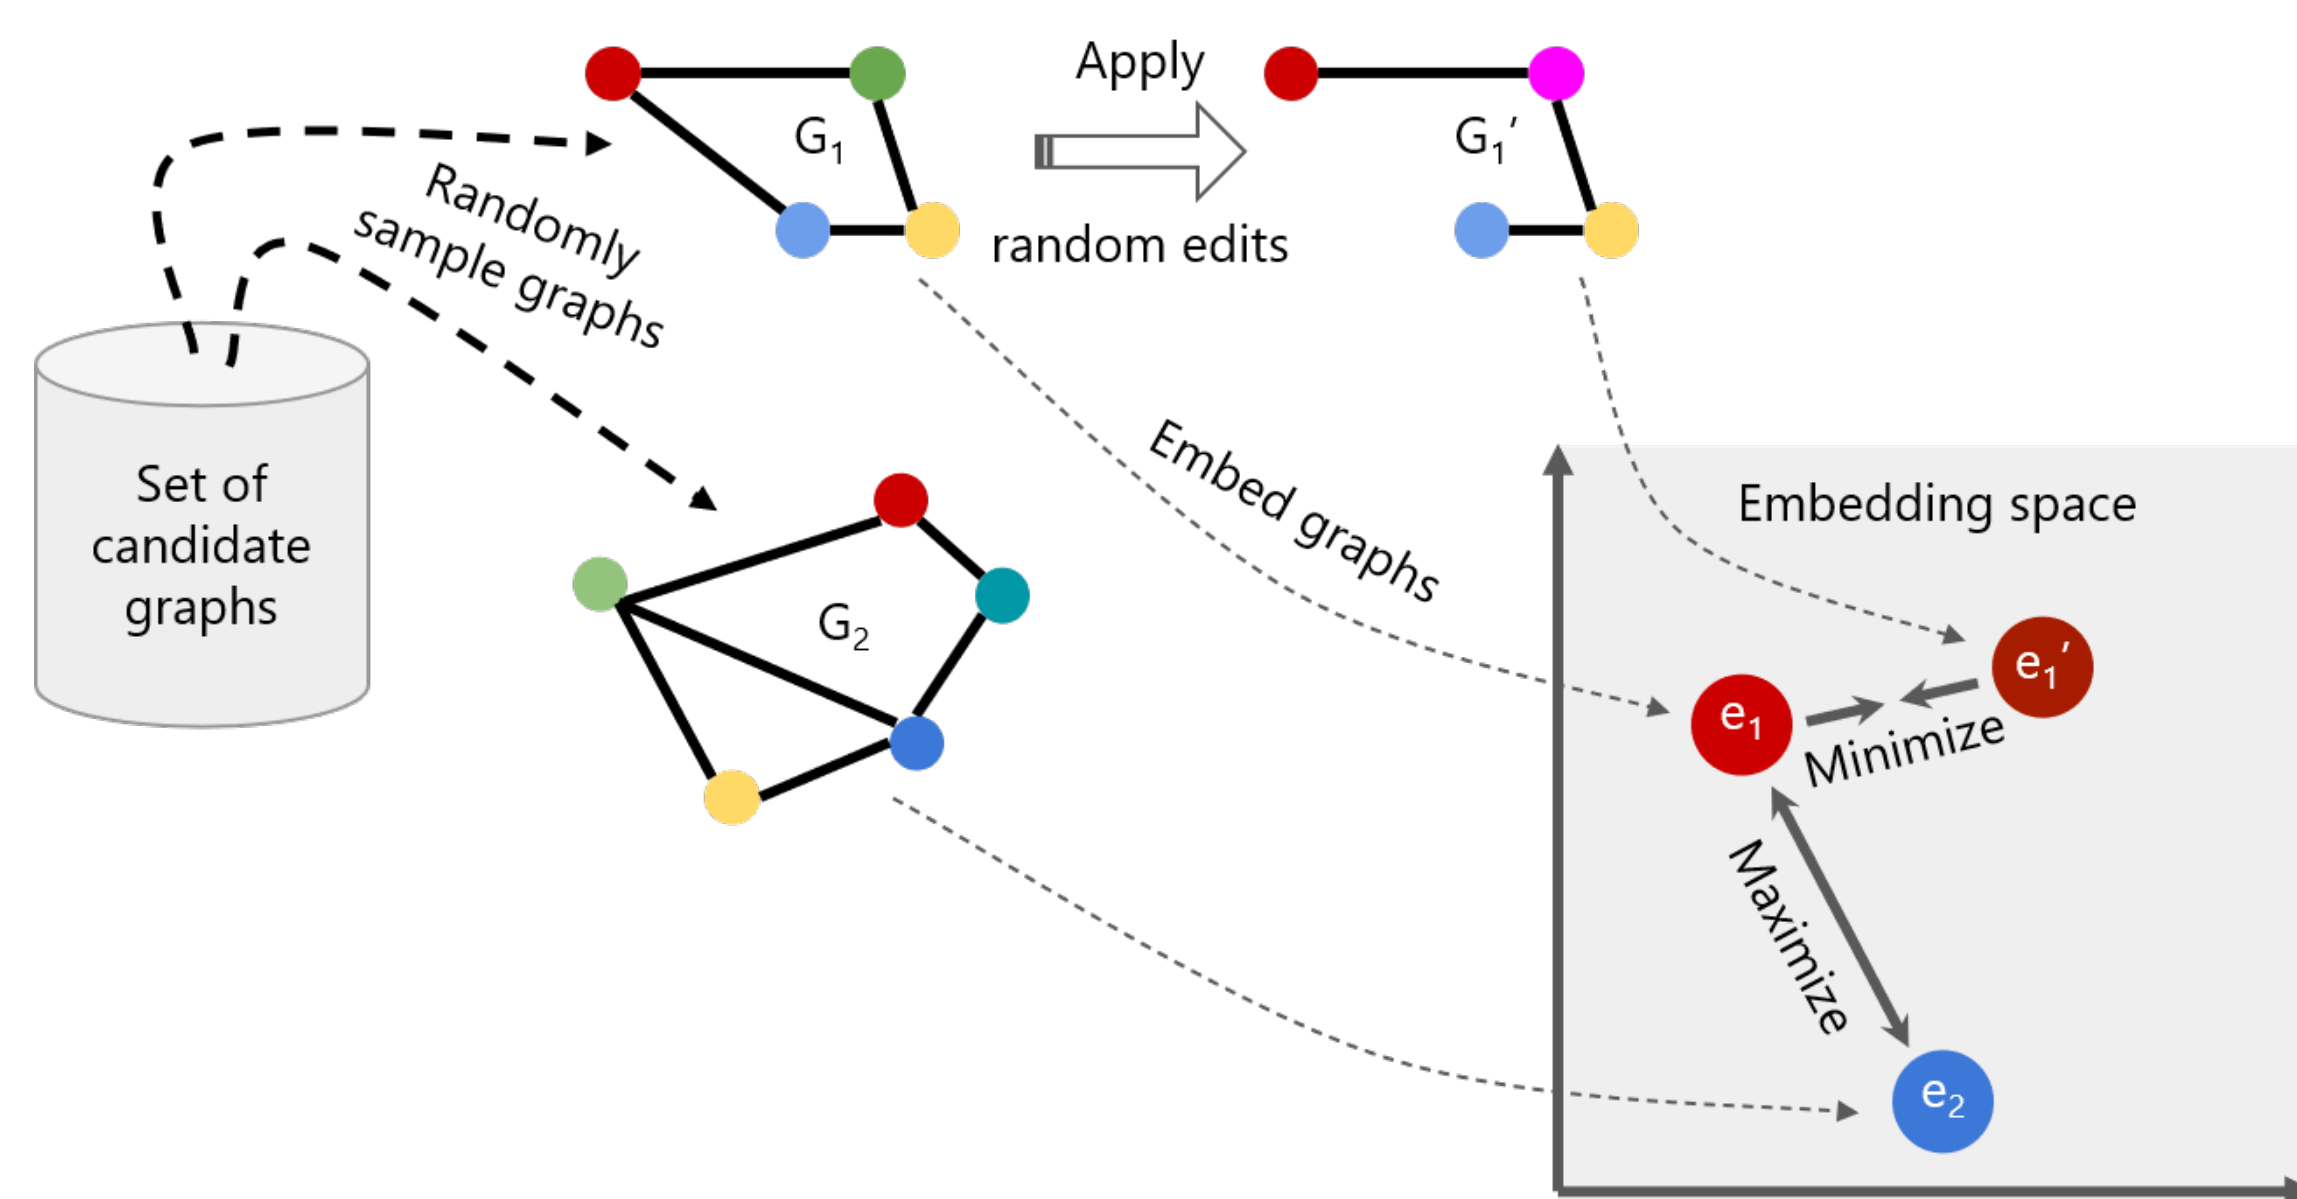 Apply
random edits
G₁
G₁′
Randomly
sample graphs
Set of
candidate
graphs
Embed graphs
G₂
Embedding space
e₁′
e₁
Minimize
Maximize
e₂